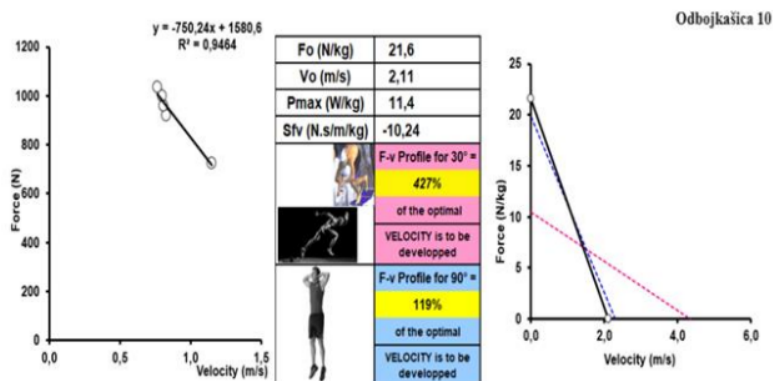 Odbojkašica 10
y = -750,24x + 1580,6
R² = 0,9464
Force (N)
1200
1000
800
600
400
200
0
0,0 0,5 1,0 1,5
Velocity (m/s)
Fo (N/kg) 21,6
Vo (m/s) 2,11
Pmax (W/kg) 11,4
Sfv (N.s/m/kg) -10,24
F-v Profile for 30° =
427%
of the optimal
VELOCITY is to be
developped
F-v Profile for 90° =
119%
of the optimal
VELOCITY is to be
developped
Force (N/kg)
25
20
15
10
5
0
0,0 2,0 4,0 6,0
Velocity (m/s)